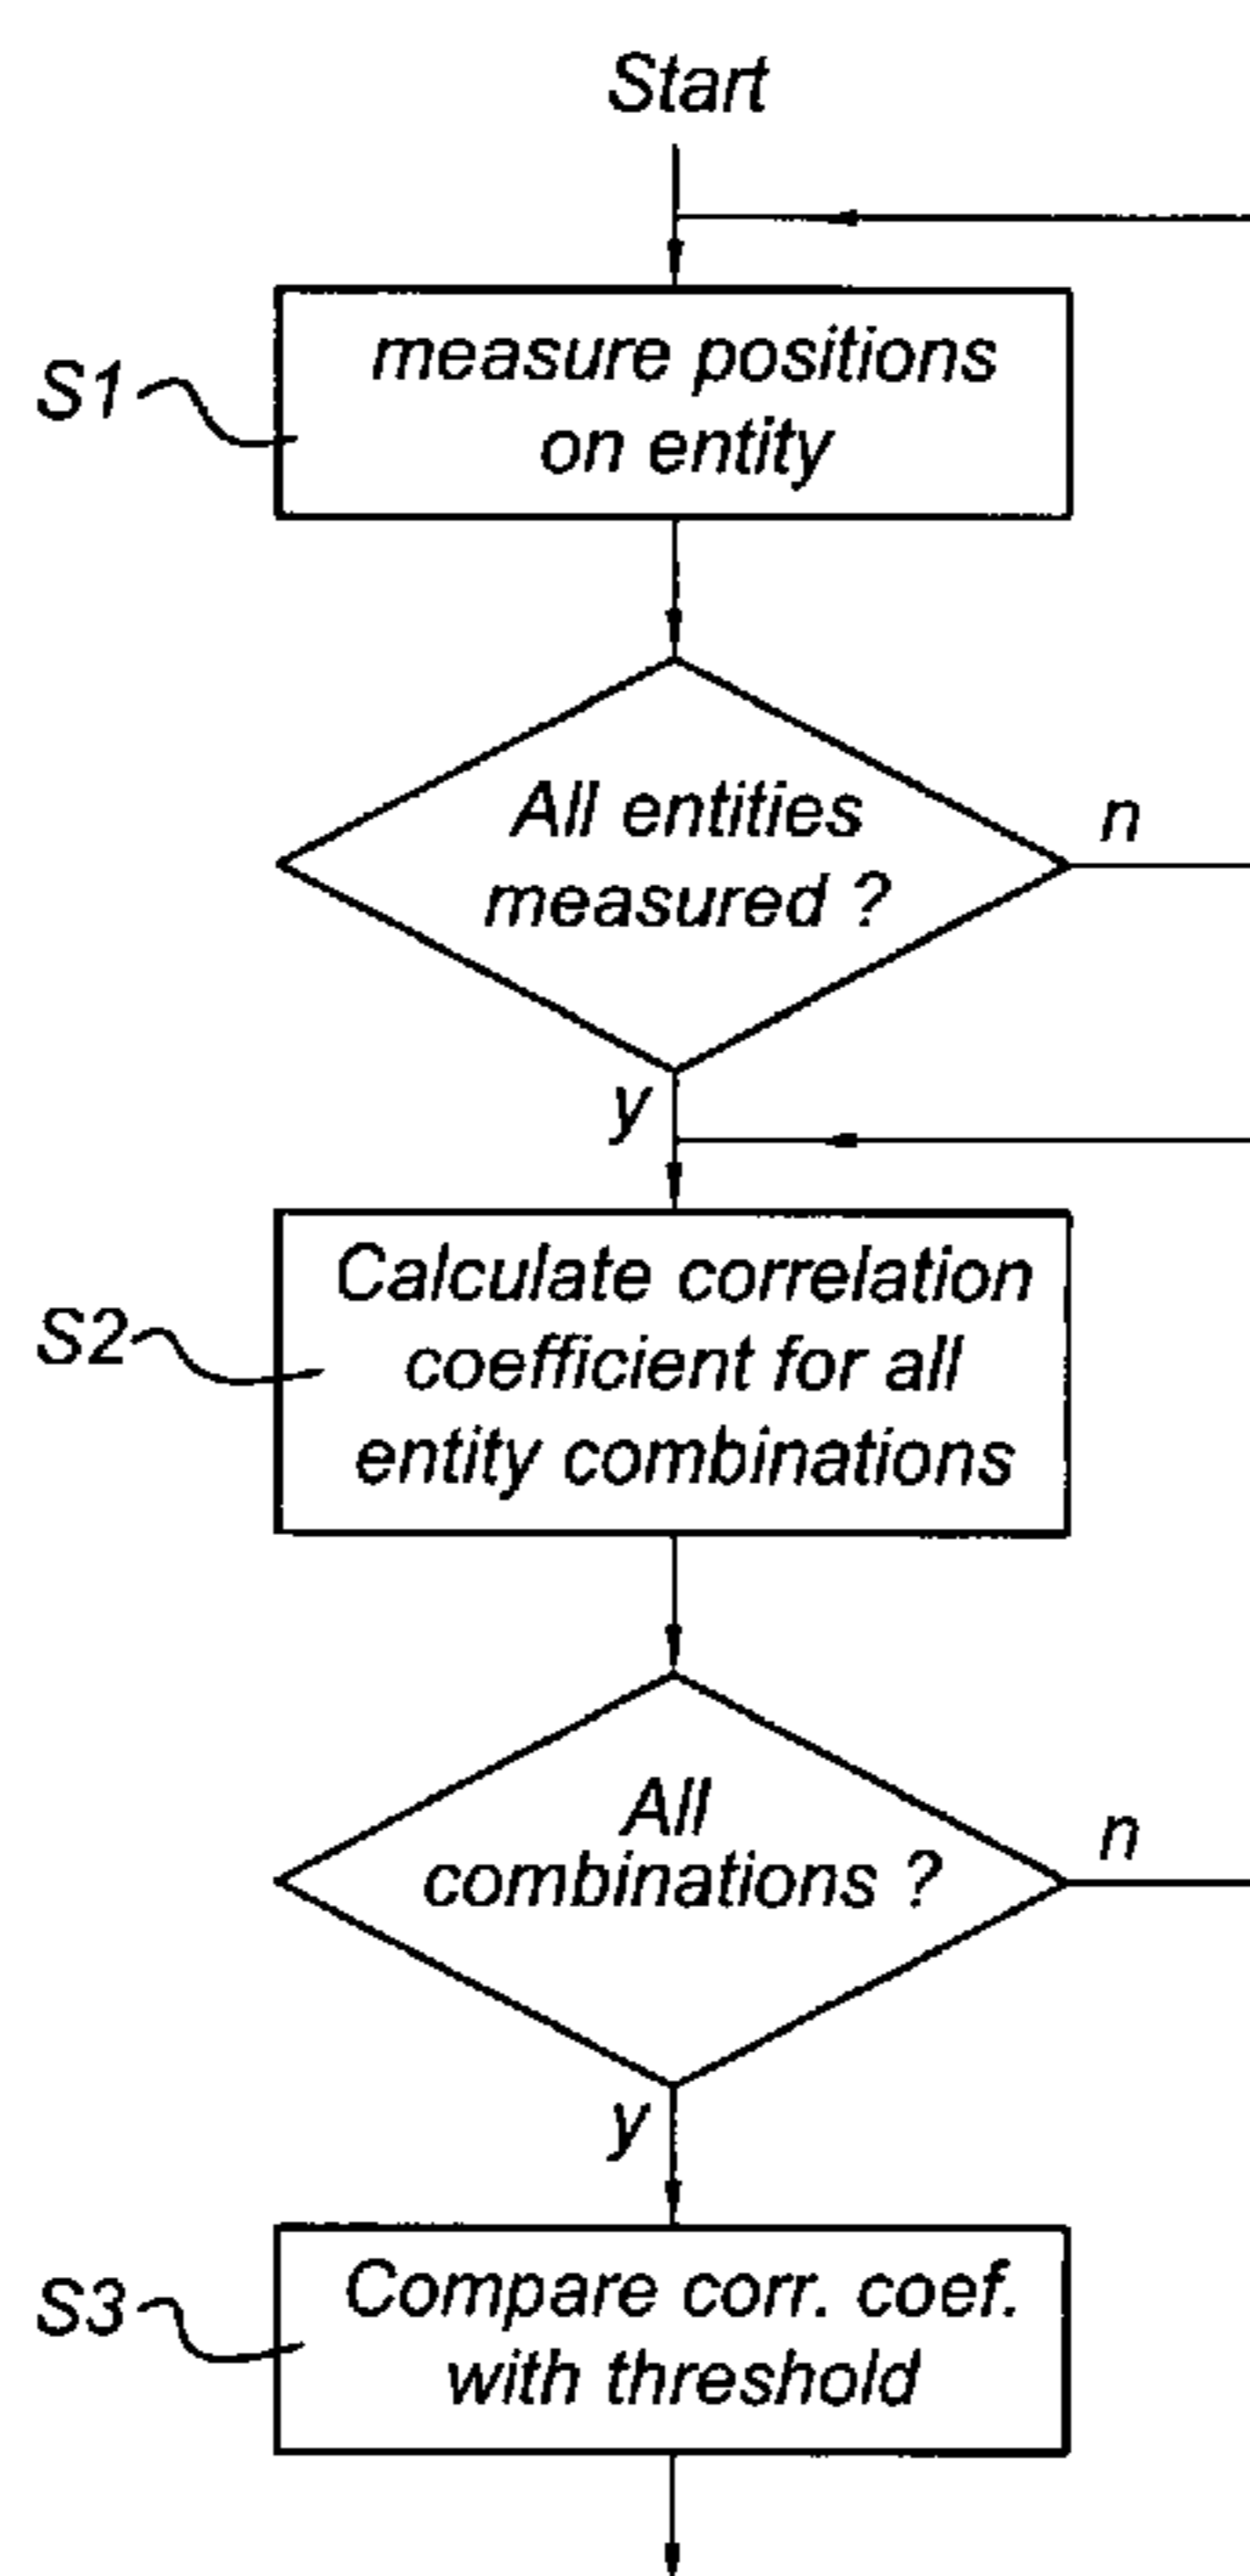 Start
S1
measure positions
on entity
All entities
measured ?
n
y
S2
Calculate correlation
coefficient for all
entity combinations
All
combinations ?
n
y
S3
Compare corr. coef.
with threshold